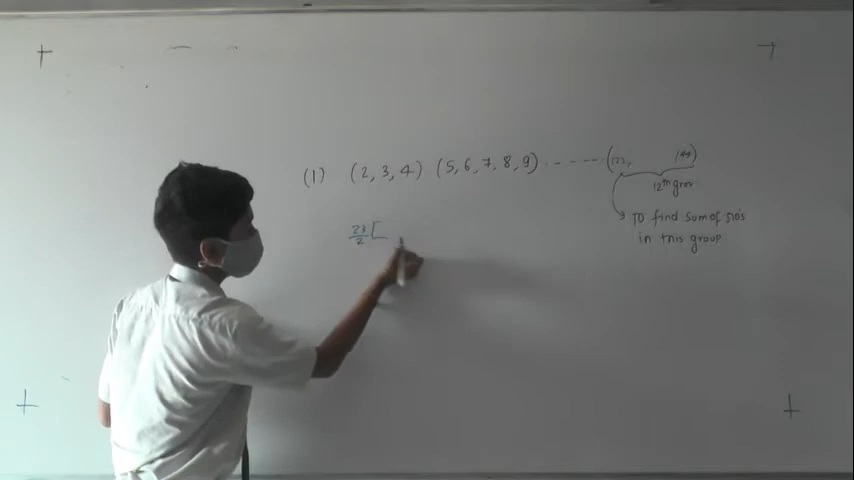 (1) (2, 3, 4) (5, 6, 7, 8, 9) ------ (122, 144)
12th grou
To find sum of no's
in this group
23/2 [